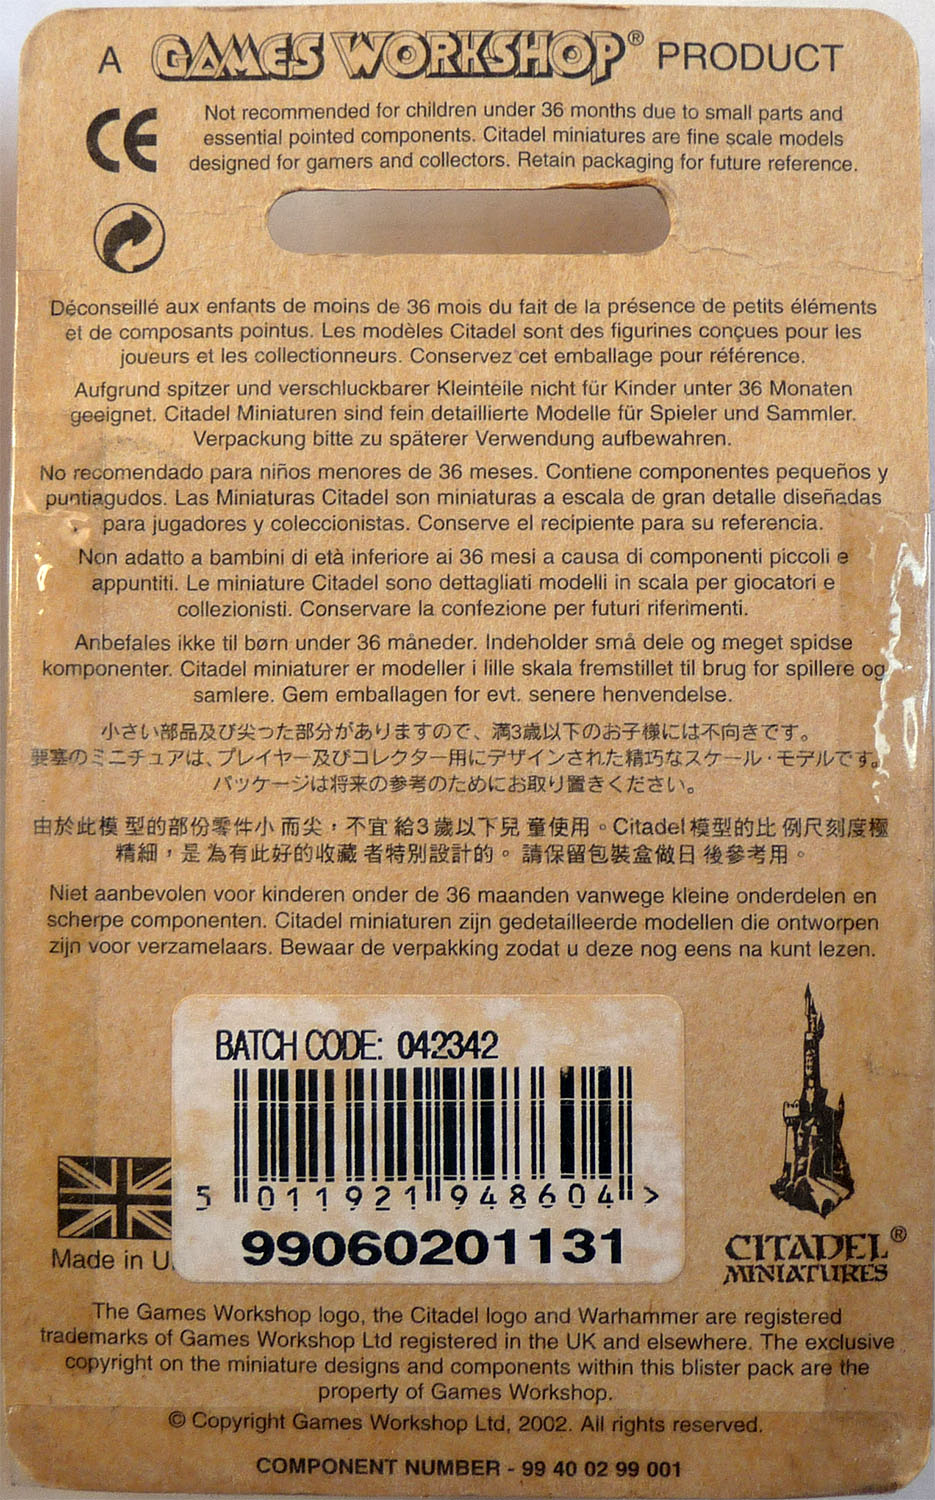 A GAMES WORKSHOP® PRODUCT
CE
Not recommended for children under 36 months due to small parts and
essential pointed components. Citadel miniatures are fine scale models
designed for gamers and collectors. Retain packaging for future reference.
Déconseillé aux enfants de moins de 36 mois du fait de la présence de petits éléments
et de composants pointus. Les modèles Citadel sont des figurines conçues pour les
joueurs et les collectionneurs. Conservez cet emballage pour référence.
Aufgrund spitzer und verschluckbarer Kleinteile nicht für Kinder unter 36 Monaten
geeignet. Citadel Miniaturen sind fein detaillierte Modelle für Spieler und Sammler.
Verpackung bitte zu späterer Verwendung aufbewahren.
No recomendado para niños menores de 36 meses. Contiene componentes pequeños y
puntiagudos. Las Miniaturas Citadel son miniaturas a escala de gran detalle diseñadas
para jugadores y coleccionistas. Conserve el recipiente para su referencia.
Non adatto a bambini di età inferiore ai 36 mesi a causa di componenti piccoli e
appuntiti. Le miniature Citadel sono dettagliati modelli in scala per giocatori e
collezionisti. Conservare la confezione per futuri riferimenti.
Anbefales ikke til børn under 36 måneder. Indeholder små dele og meget spidse
komponenter. Citadel miniaturer er modeller i lille skala fremstillet til brug for spillere og
samlere. Gem emballagen for evt. senere henvendelse.
小さい部品及び尖った部分がありますので、満3歳以下のお子様には不向きです。
要塞のミニチュアは、プレイヤー及びコレクター用にデザインされた精巧なスケール・モデルです。
パッケージは将来の参考のためにお取り置きください。
由於此模型的部份零件小而尖，不宜給3歲以下兒童使用。Citadel模型的比例尺刻度極
精細，是為有此好的收藏者特別設計的。請保留包裝盒做日後參考用。
Niet aanbevolen voor kinderen onder de 36 maanden vanwege kleine onderdelen en
scherpe componenten. Citadel miniaturen zijn gedetailleerde modellen die ontworpen
zijn voor verzamelaars. Bewaar de verpakking zodat u deze nog eens na kunt lezen.
BATCH CODE: 042342
5 011921 948604 >
99060201131
Made in U
CITADEL®
MINIATURES
The Games Workshop logo, the Citadel logo and Warhammer are registered
trademarks of Games Workshop Ltd registered in the UK and elsewhere. The exclusive
copyright on the miniature designs and components within this blister pack are the
property of Games Workshop.
© Copyright Games Workshop Ltd, 2002. All rights reserved.
COMPONENT NUMBER - 99 40 02 99 001